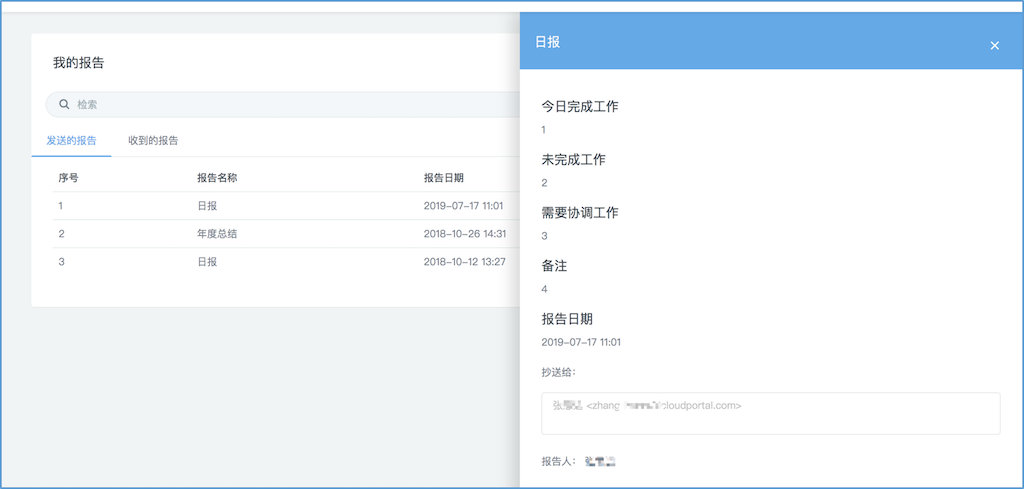 我的报告
检索
发送的报告 收到的报告
序号 报告名称 报告日期
1 日报 2019-07-17 11:01
2 年度总结 2018-10-26 14:31
3 日报 2018-10-12 13:27
日报
今日完成工作
1
未完成工作
2
需要协调工作
3
备注
4
报告日期
2019-07-17 11:01
抄送给:
张 <zhang cloudportal.com>
报告人: